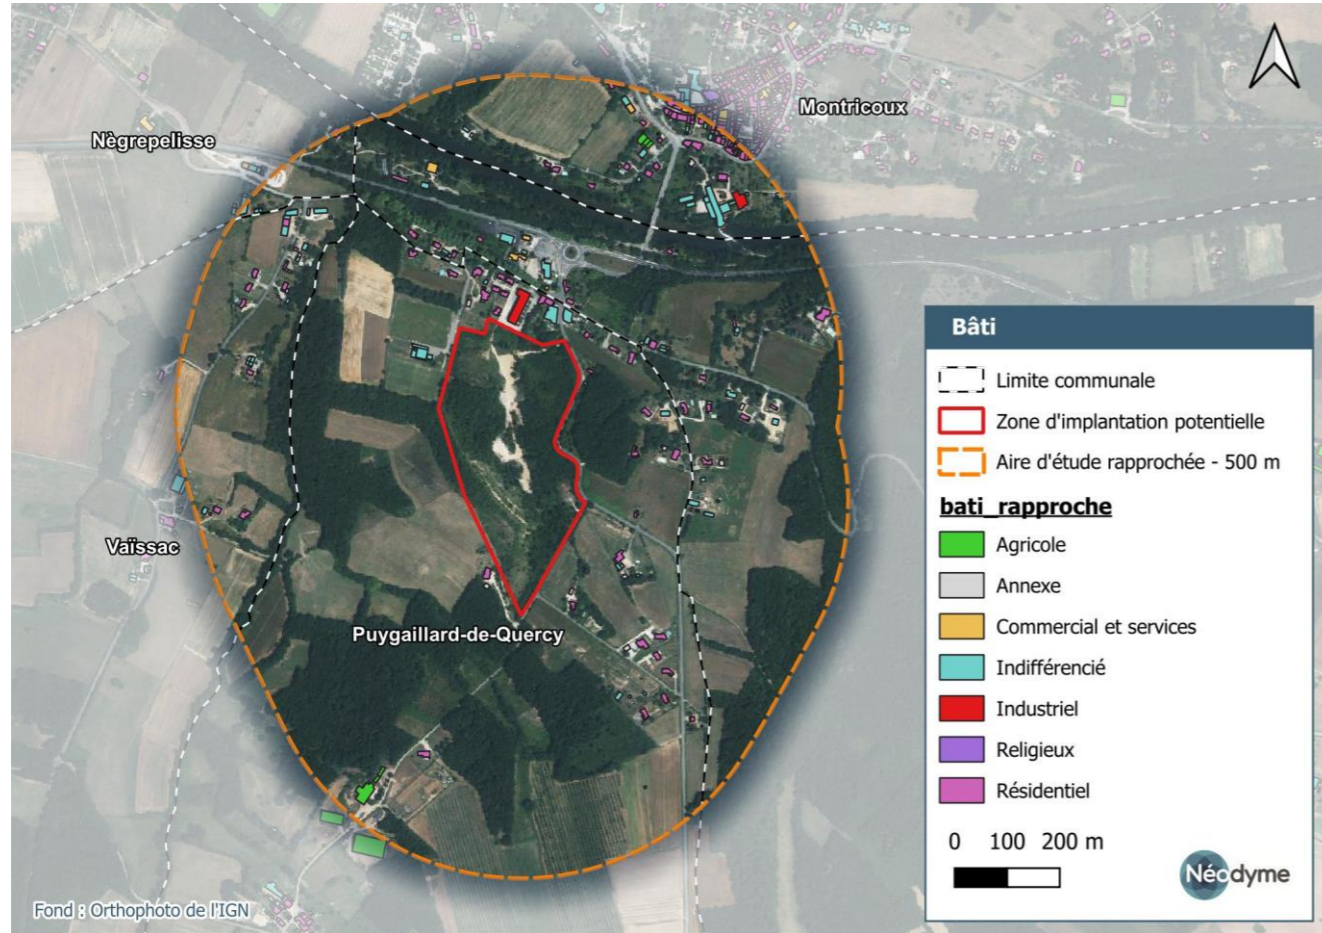 Montricoux
Nègrepelisse
Vaïssac
Puygaillard-de-Quercy
Bâti
Limite communale
Zone d'implantation potentielle
Aire d'étude rapprochée - 500 m
bati_rapproche
Agricole
Annexe
Commercial et services
Indifférencié
Industriel
Religieux
Résidentiel
0 100 200 m
Néodyme
Fond : Orthophoto de l'IGN